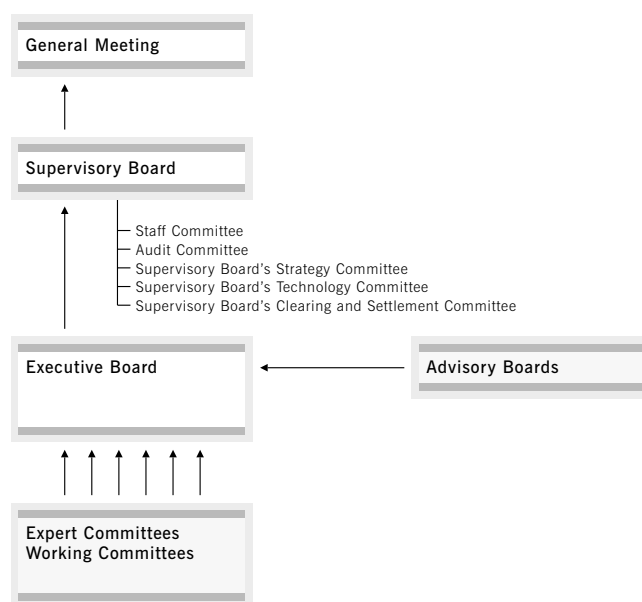 General Meeting
Supervisory Board
Staff Committee
Audit Committee
Supervisory Board's Strategy Committee
Supervisory Board's Technology Committee
Supervisory Board's Clearing and Settlement Committee
Executive Board
Advisory Boards
Expert Committees
Working Committees